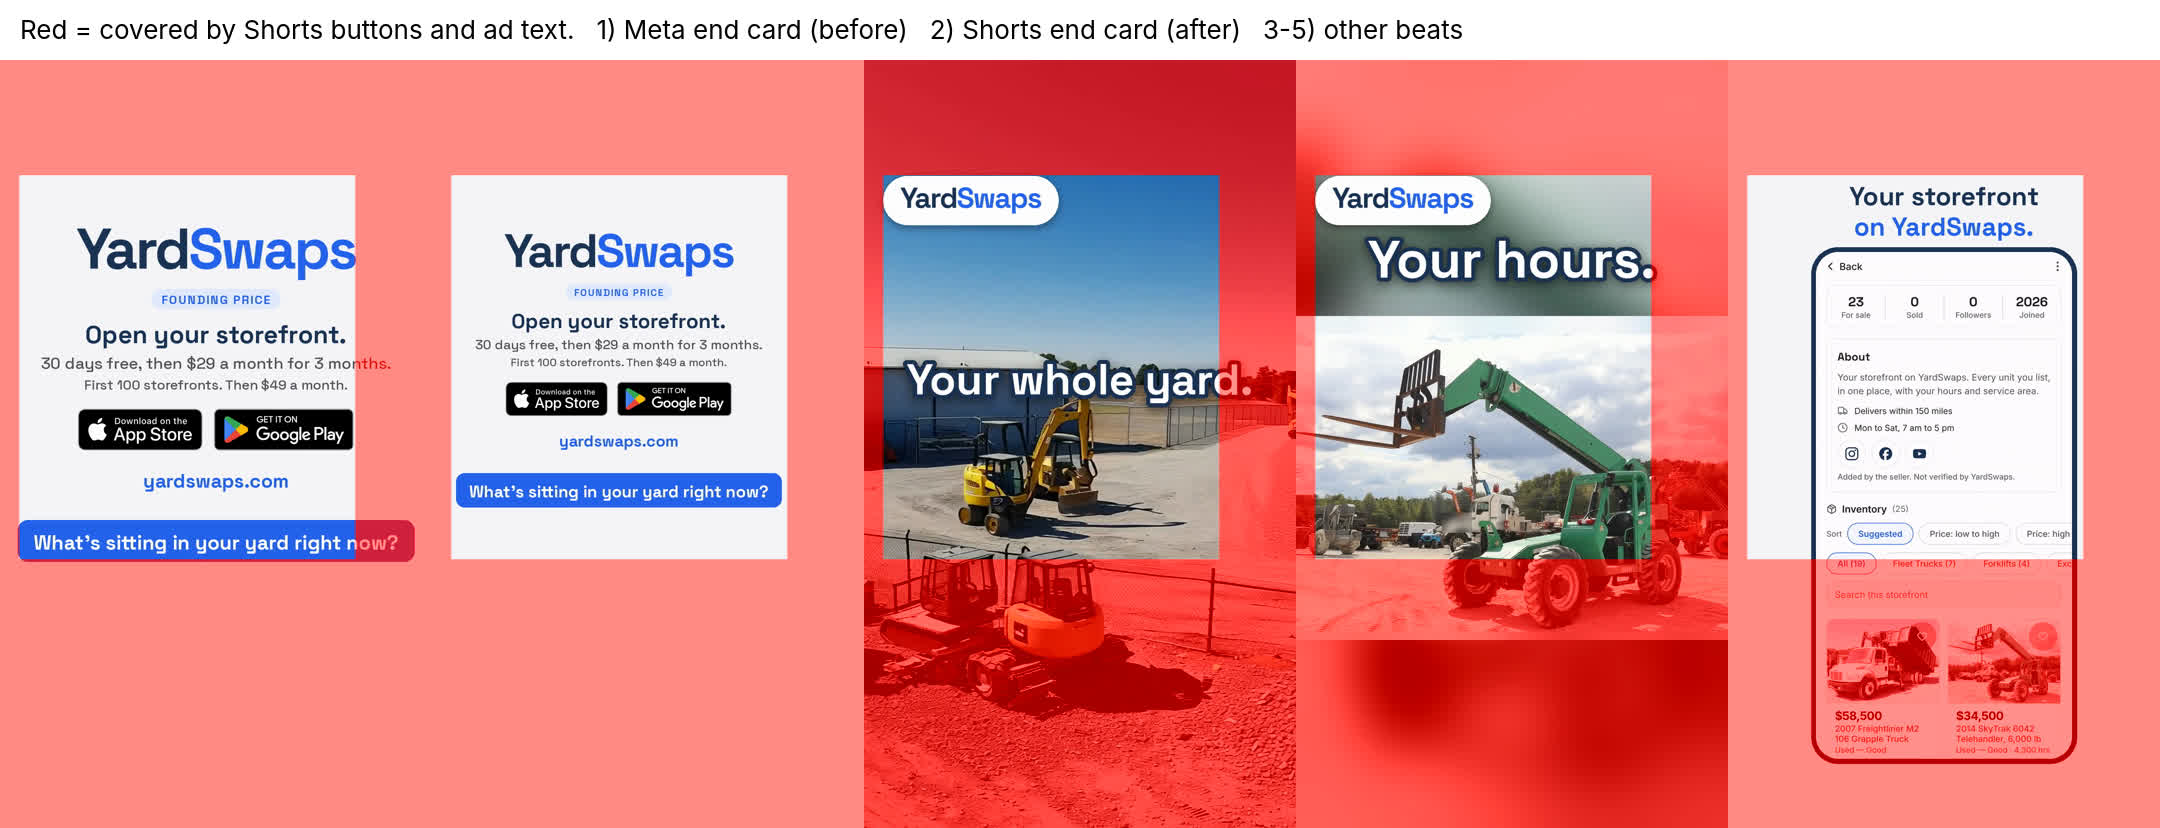 Red = covered by Shorts buttons and ad text. 1) Meta end card (before) 2) Shorts end card (after) 3-5) other beats
YardSwaps
FOUNDING PRICE
Open your storefront.
30 days free, then $29 a month for 3 months.
First 100 storefronts. Then $49 a month.
Download on the
App Store
GET IT ON
Google Play
yardswaps.com
What's sitting in your yard right now?
YardSwaps
FOUNDING PRICE
Open your storefront.
30 days free, then $29 a month for 3 months.
First 100 storefronts. Then $49 a month.
Download on the
App Store
GET IT ON
Google Play
yardswaps.com
What's sitting in your yard right now?
YardSwaps
Your whole yard.
YardSwaps
Your hours.
Your storefront
on YardSwaps.
Back
23 0 0 2026
For sale Sold Followers Joined
About
Your storefront on YardSwaps. Every unit you list,
in one place, with your hours and service area.
Delivers within 150 miles
Mon to Sat, 7 am to 5 pm
Added by the seller. Not verified by YardSwaps.
Inventory (25)
Sort Suggested Price: low to high Price: high
All (19) Fleet Trucks (7) Forklifts (4) Exc
Search this storefront
$58,500
2007 Freightliner M2
106 Grapple Truck
Used — Good
$34,500
2014 SkyTrak 6042
Telehandler, 6,000 lb
Used — Good · 4,300 hrs